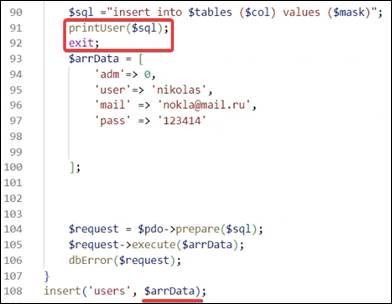 90 $sql ="insert into $tables ($col) values ($mask)";
91 printUser($sql);
92 exit;
93 $arrData = [
94 'adm'=> 0,
95 'user'=> 'nikolas',
96 'mail' => 'nokla@mail.ru',
97 'pass' => '123414'
98
99
100 ];
101
102
103
104 $request = $pdo->prepare($sql);
105 $request->execute($arrData);
106 dbError($request);
107 }
108 insert('users', $arrData);